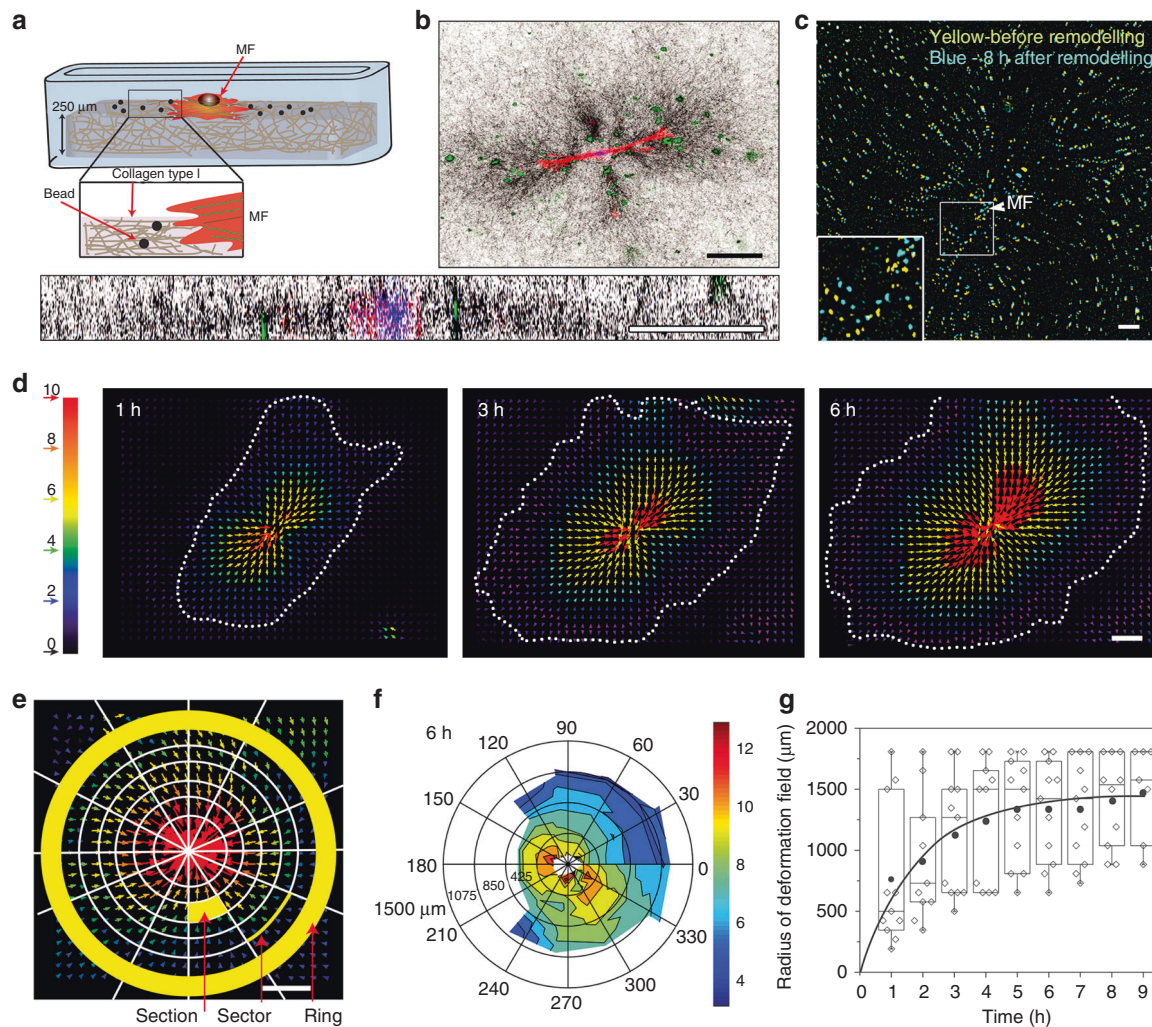 a
MF
250 μm
Collagen type I
Bead
MF
b
c
Yellow-before remodelling
Blue - 8 h after remodelling
MF
d
10
8
6
4
2
0
1 h
3 h
6 h
e
Section
Sector
Ring
f
6 h
90
120
60
150
30
180
0
425
850
1075
1500 μm
210
330
240
300
270
12
10
8
6
4
g
Radius of deformation field (μm)
2000
1500
1000
500
0
0 1 2 3 4 5 6 7 8 9
Time (h)